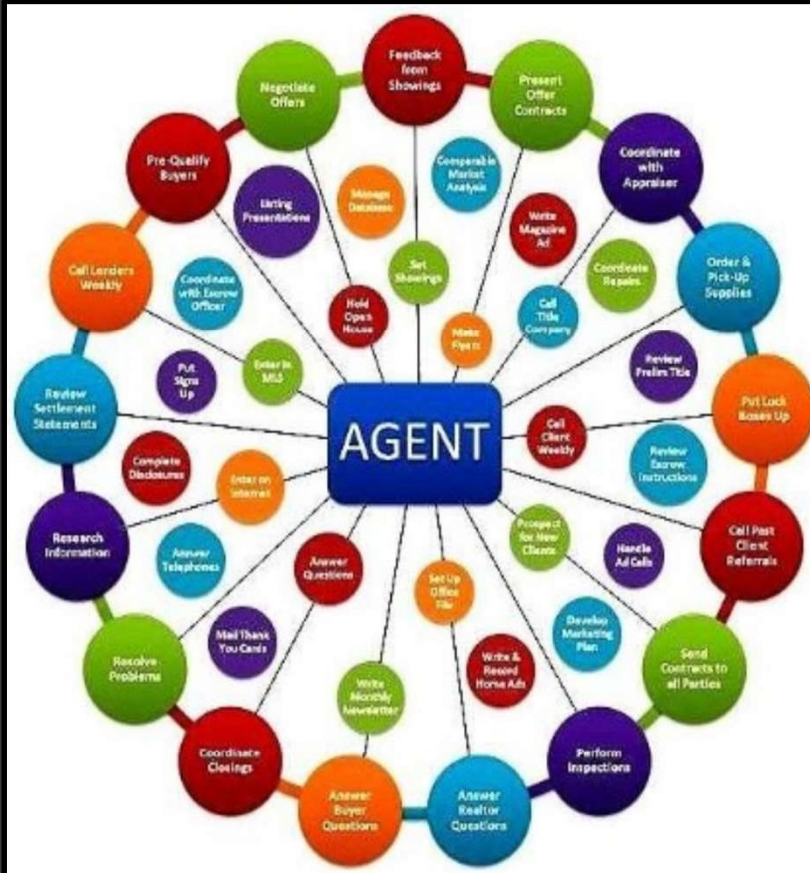 Feedback
from
Showings
Present
Offer
Contracts
Coordinate
with
Appraiser
Order &
Pick-Up
Supplies
Put Lock
Boxes Up
Call Past
Client
Referrals
Send
Contracts to
all Parties
Perform
Inspections
Answer
Realtor
Questions
Answer
Buyer
Questions
Coordinate
Closings
Resolve
Problems
Research
Information
Review
Settlement
Statements
Call Lenders
Weekly
Pre-Qualify
Buyers
Negotiate
Offers
Listing
Presentations
Manage
Database
Comparable
Market
Analysis
Write
Magazine
Ad
Coordinate
Repairs
Review
Prelim Title
Review
Escrow
Instructions
Handle
Ad Calls
Develop
Marketing
Plan
Write &
Record
Home Ads
Write
Monthly
Newsletter
Mail Thank
You Cards
Answer
Telephones
Complete
Disclosures
Put
Signs
Up
Coordinate
with Escrow
Officer
Hold
Open
House
Set
Showings
Make
Flyers
Call
Title
Company
Call
Client
Weekly
Prospect
for New
Clients
Set Up
Office
File
Answer
Questions
Enter on
Internet
Enter in
MLS
AGENT